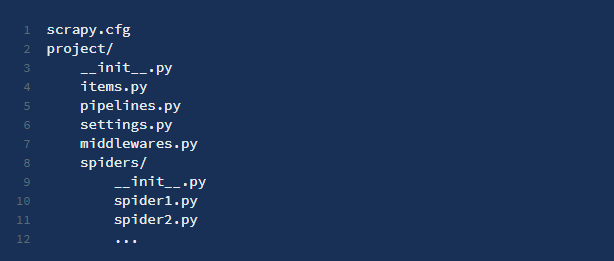 1 scrapy.cfg
2 project/
3     __init__.py
4     items.py
5     pipelines.py
6     settings.py
7     middlewares.py
8     spiders/
9         __init__.py
10         spider1.py
11         spider2.py
12         ...